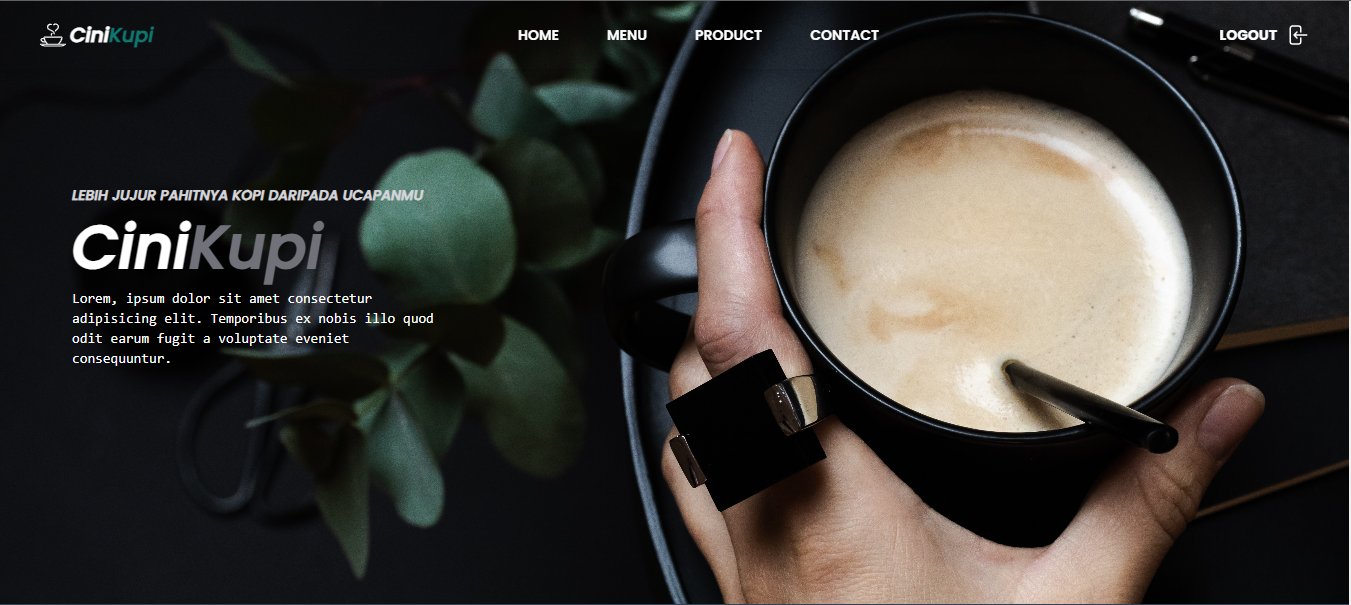 CiniKupi
HOME
MENU
PRODUCT
CONTACT
LOGOUT
LEBIH JUJUR PAHITNYA KOPI DARIPADA UCAPANMU
CiniKupi
Lorem, ipsum dolor sit amet consectetur
adipisicing elit. Temporibus ex nobis illo quod
odit earum fugit a voluptate eveniet
consequuntur.